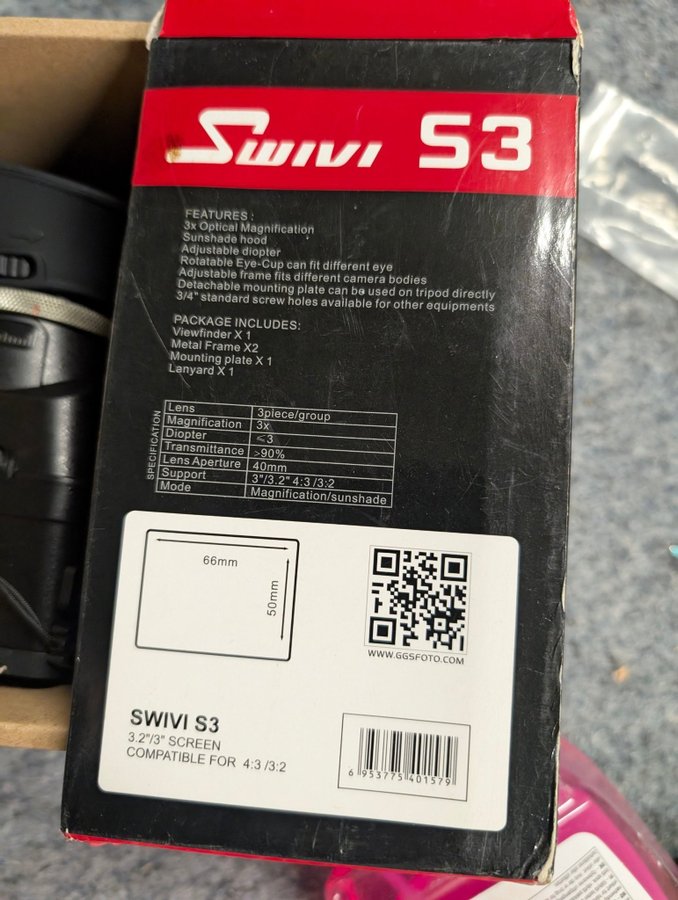 SWIVI S3
FEATURES :
3x Optical Magnification
Sunshade hood
Adjustable diopter
Rotatable Eye-Cup can fit different eye
Adjustable frame fits different camera bodies
Detachable mounting plate can be used on tripod directly
3/4" standard screw holes available for other equipments
PACKAGE INCLUDES:
Viewfinder X 1
Metal Frame X2
Mounting plate X 1
Lanyard X 1
SPECIFICATION
Lens 3piece/group
Magnification 3x
Diopter ≤3
Transmittance >90%
Lens Aperture 40mm
Support 3"/3.2" 4:3 /3:2
Mode Magnification/sunshade
66mm
50mm
WWW.GGSFOTO.COM
SWIVI S3
3.2"/3" SCREEN
COMPATIBLE FOR 4:3 /3:2
6 953775 401579